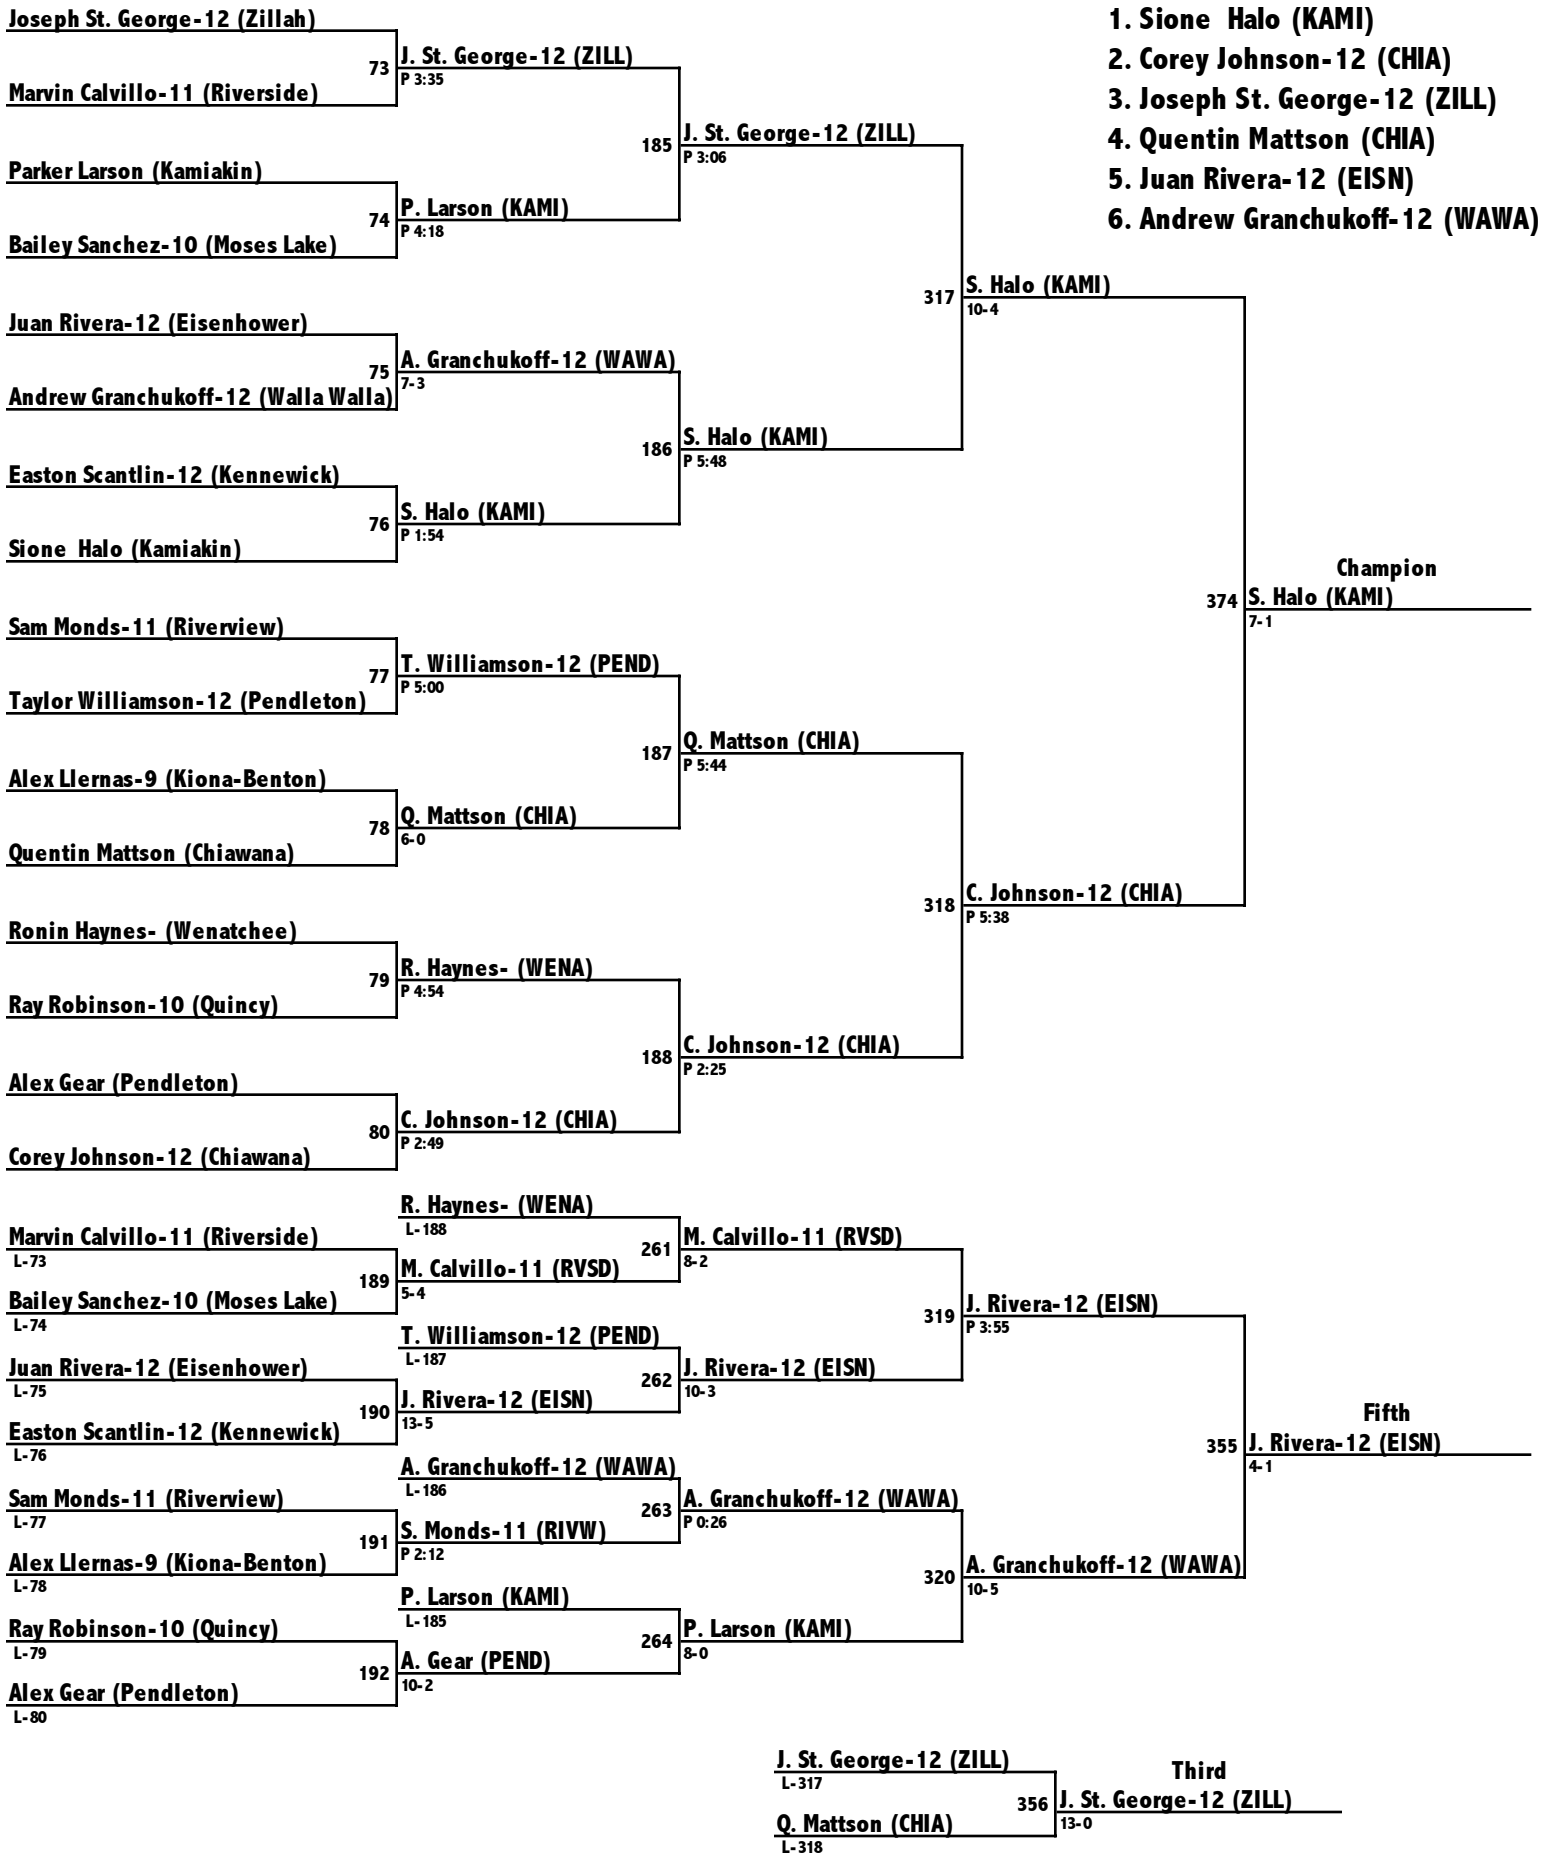 Joseph St. George-12 (Zillah)
1. Sione  Halo (KAMI)
2. Corey Johnson-12 (CHIA)
3. Joseph St. George-12 (ZILL)
4. Quentin Mattson (CHIA)
5. Juan Rivera-12 (EISN)
6. Andrew Granchukoff-12 (WAWA)
73
J. St. George-12 (ZILL)
P 3:35
Marvin Calvillo-11 (Riverside)
185
J. St. George-12 (ZILL)
P 3:06
Parker Larson (Kamiakin)
74
P. Larson (KAMI)
P 4:18
Bailey Sanchez-10 (Moses Lake)
317
S. Halo (KAMI)
10-4
Juan Rivera-12 (Eisenhower)
75
A. Granchukoff-12 (WAWA)
7-3
Andrew Granchukoff-12 (Walla Walla)
186
S. Halo (KAMI)
P 5:48
Easton Scantlin-12 (Kennewick)
76
S. Halo (KAMI)
P 1:54
Sione  Halo (Kamiakin)
Champion
374
S. Halo (KAMI)
7-1
Sam Monds-11 (Riverview)
77
T. Williamson-12 (PEND)
P 5:00
Taylor Williamson-12 (Pendleton)
187
Q. Mattson (CHIA)
P 5:44
Alex Llernas-9 (Kiona-Benton)
78
Q. Mattson (CHIA)
6-0
Quentin Mattson (Chiawana)
318
C. Johnson-12 (CHIA)
P 5:38
Ronin Haynes- (Wenatchee)
79
R. Haynes- (WENA)
P 4:54
Ray Robinson-10 (Quincy)
188
C. Johnson-12 (CHIA)
P 2:25
Alex Gear (Pendleton)
80
C. Johnson-12 (CHIA)
P 2:49
Corey Johnson-12 (Chiawana)
R. Haynes- (WENA)
L-188
Marvin Calvillo-11 (Riverside)
L-73
261
M. Calvillo-11 (RVSD)
8-2
189
M. Calvillo-11 (RVSD)
5-4
Bailey Sanchez-10 (Moses Lake)
L-74
319
J. Rivera-12 (EISN)
P 3:55
T. Williamson-12 (PEND)
L-187
Juan Rivera-12 (Eisenhower)
L-75
262
J. Rivera-12 (EISN)
10-3
190
J. Rivera-12 (EISN)
13-5
Easton Scantlin-12 (Kennewick)
L-76
Fifth
355
J. Rivera-12 (EISN)
4-1
A. Granchukoff-12 (WAWA)
L-186
Sam Monds-11 (Riverview)
L-77
263
A. Granchukoff-12 (WAWA)
P 0:26
191
S. Monds-11 (RIVW)
P 2:12
Alex Llernas-9 (Kiona-Benton)
L-78
320
A. Granchukoff-12 (WAWA)
10-5
P. Larson (KAMI)
L-185
Ray Robinson-10 (Quincy)
L-79
264
P. Larson (KAMI)
8-0
192
A. Gear (PEND)
10-2
Alex Gear (Pendleton)
L-80
J. St. George-12 (ZILL)
L-317
Third
356
J. St. George-12 (ZILL)
13-0
Q. Mattson (CHIA)
L-318